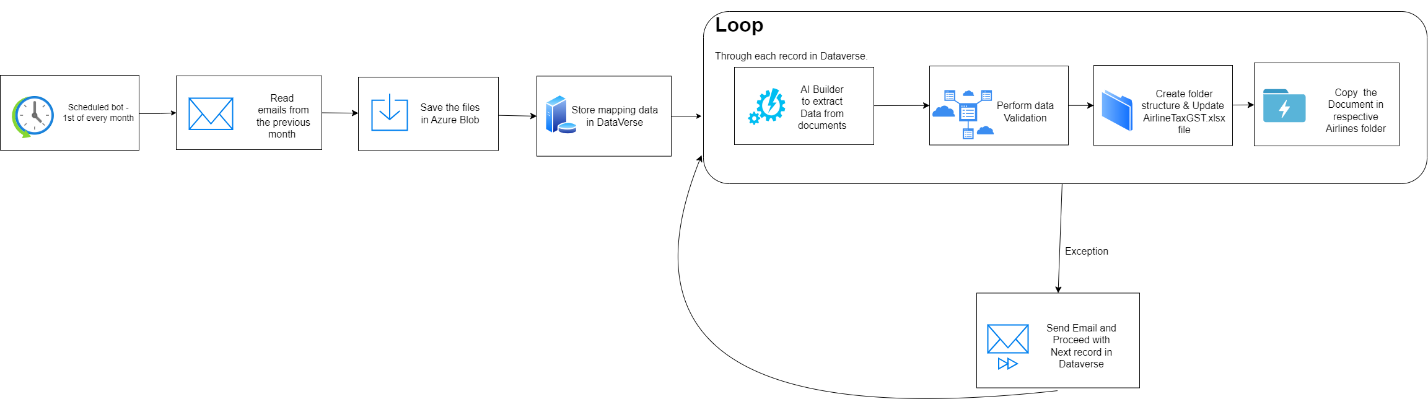 Loop
Through each record in Dataverse.
Scheduled bot -
1st of every month
Read
emails from
the previous
month
Save the files
in Azure Blob
Store mapping data
in DataVerse
AI Builder
to extract
Data from
documents
Perform data
Validation
Create folder
structure & Update
AirlineTaxGST.xlsx
file
Copy the
Document in
respective
Airlines folder
Exception
Send Email and
Proceed with
Next record in
Dataverse